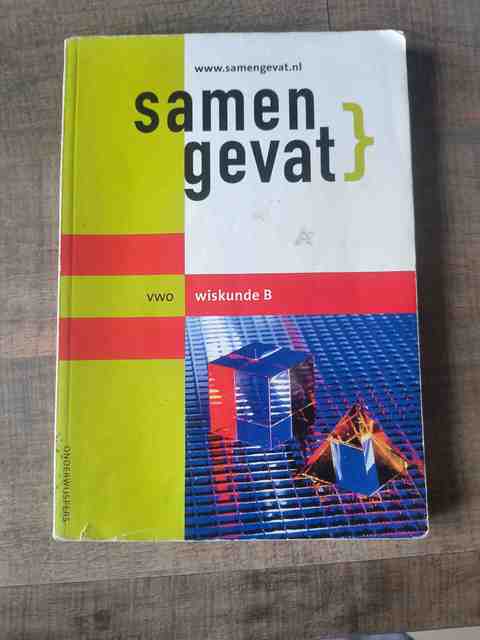 www.samengevat.nl
samen
gevat}
vwo wiskunde B
ONDERWIJSPERS